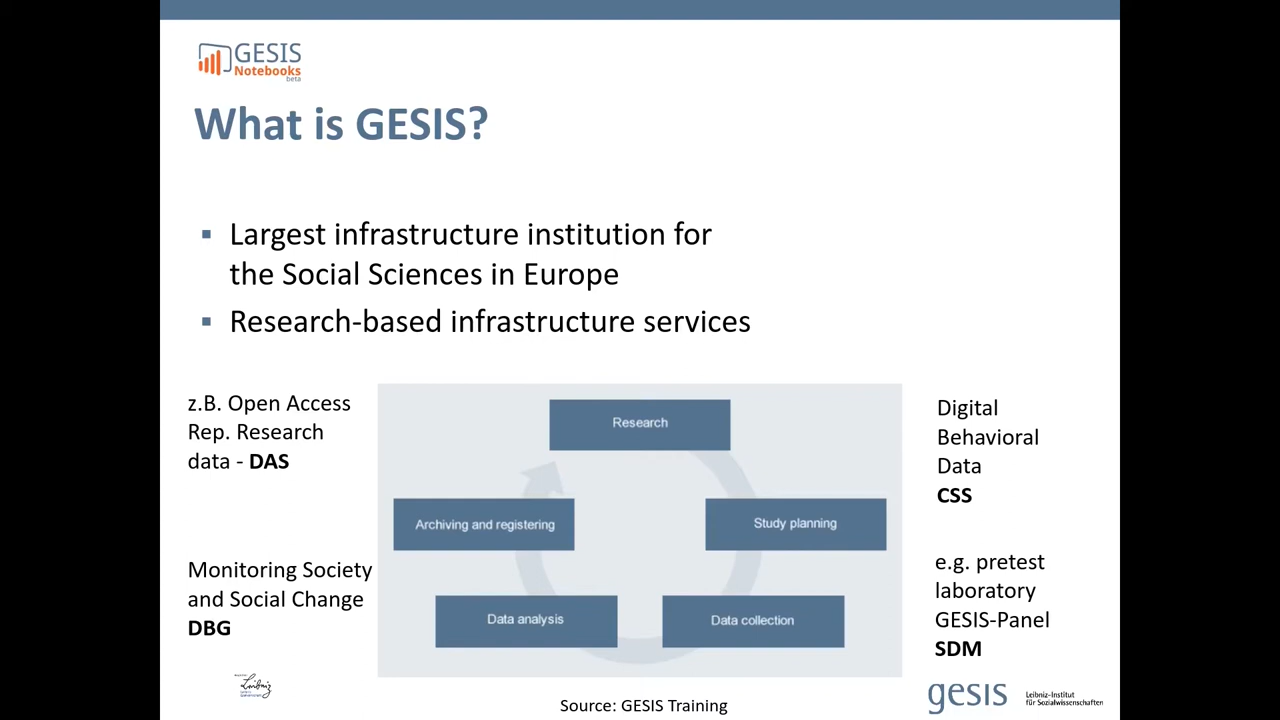 GESIS
Notebooks
beta
What is GESIS?
Largest infrastructure institution for
the Social Sciences in Europe
Research-based infrastructure services
z.B. Open Access
Rep. Research
data - DAS
Monitoring Society
and Social Change
DBG
Research
Study planning
Data collection
Data analysis
Archiving and registering
Digital
Behavioral
Data
CSS
e.g. pretest
laboratory
GESIS-Panel
SDM
Leibniz
Source: GESIS Training
gesis
Leibniz-Institut
für Sozialwissenschaften